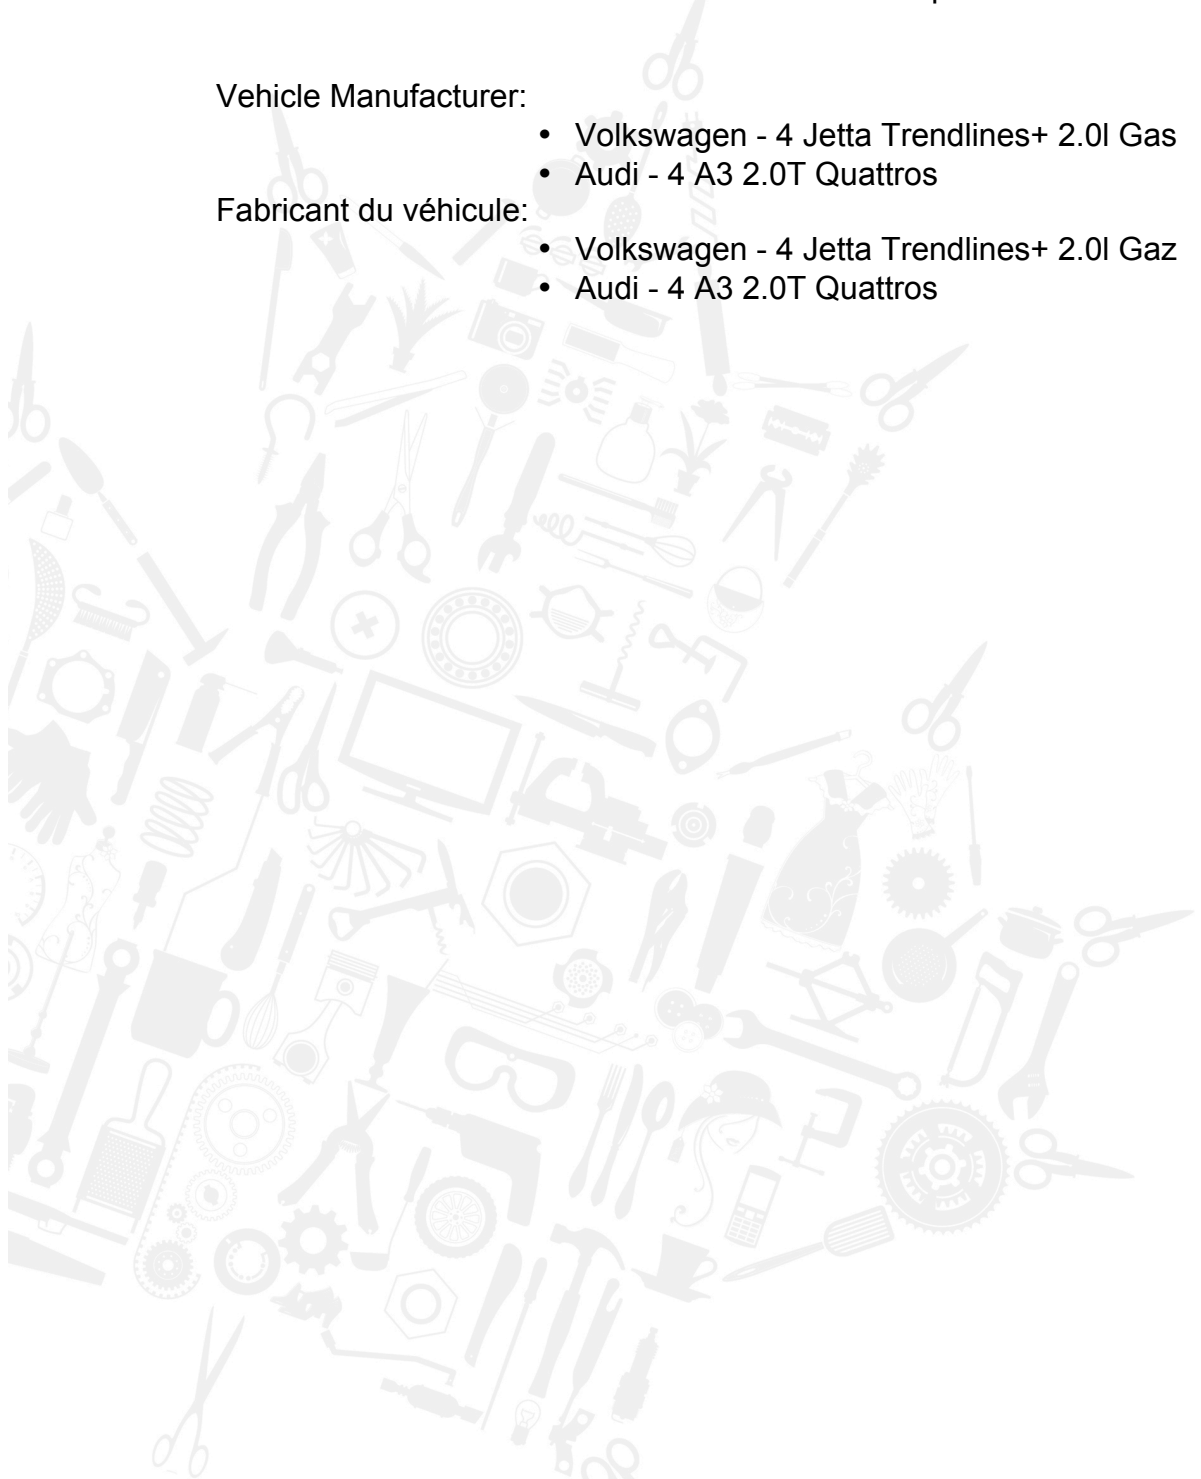 Vehicle Manufacturer:
• Volkswagen - 4 Jetta Trendlines+ 2.0l Gas
• Audi - 4 A3 2.0T Quattros
Fabricant du véhicule:
• Volkswagen - 4 Jetta Trendlines+ 2.0l Gaz
• Audi - 4 A3 2.0T Quattros